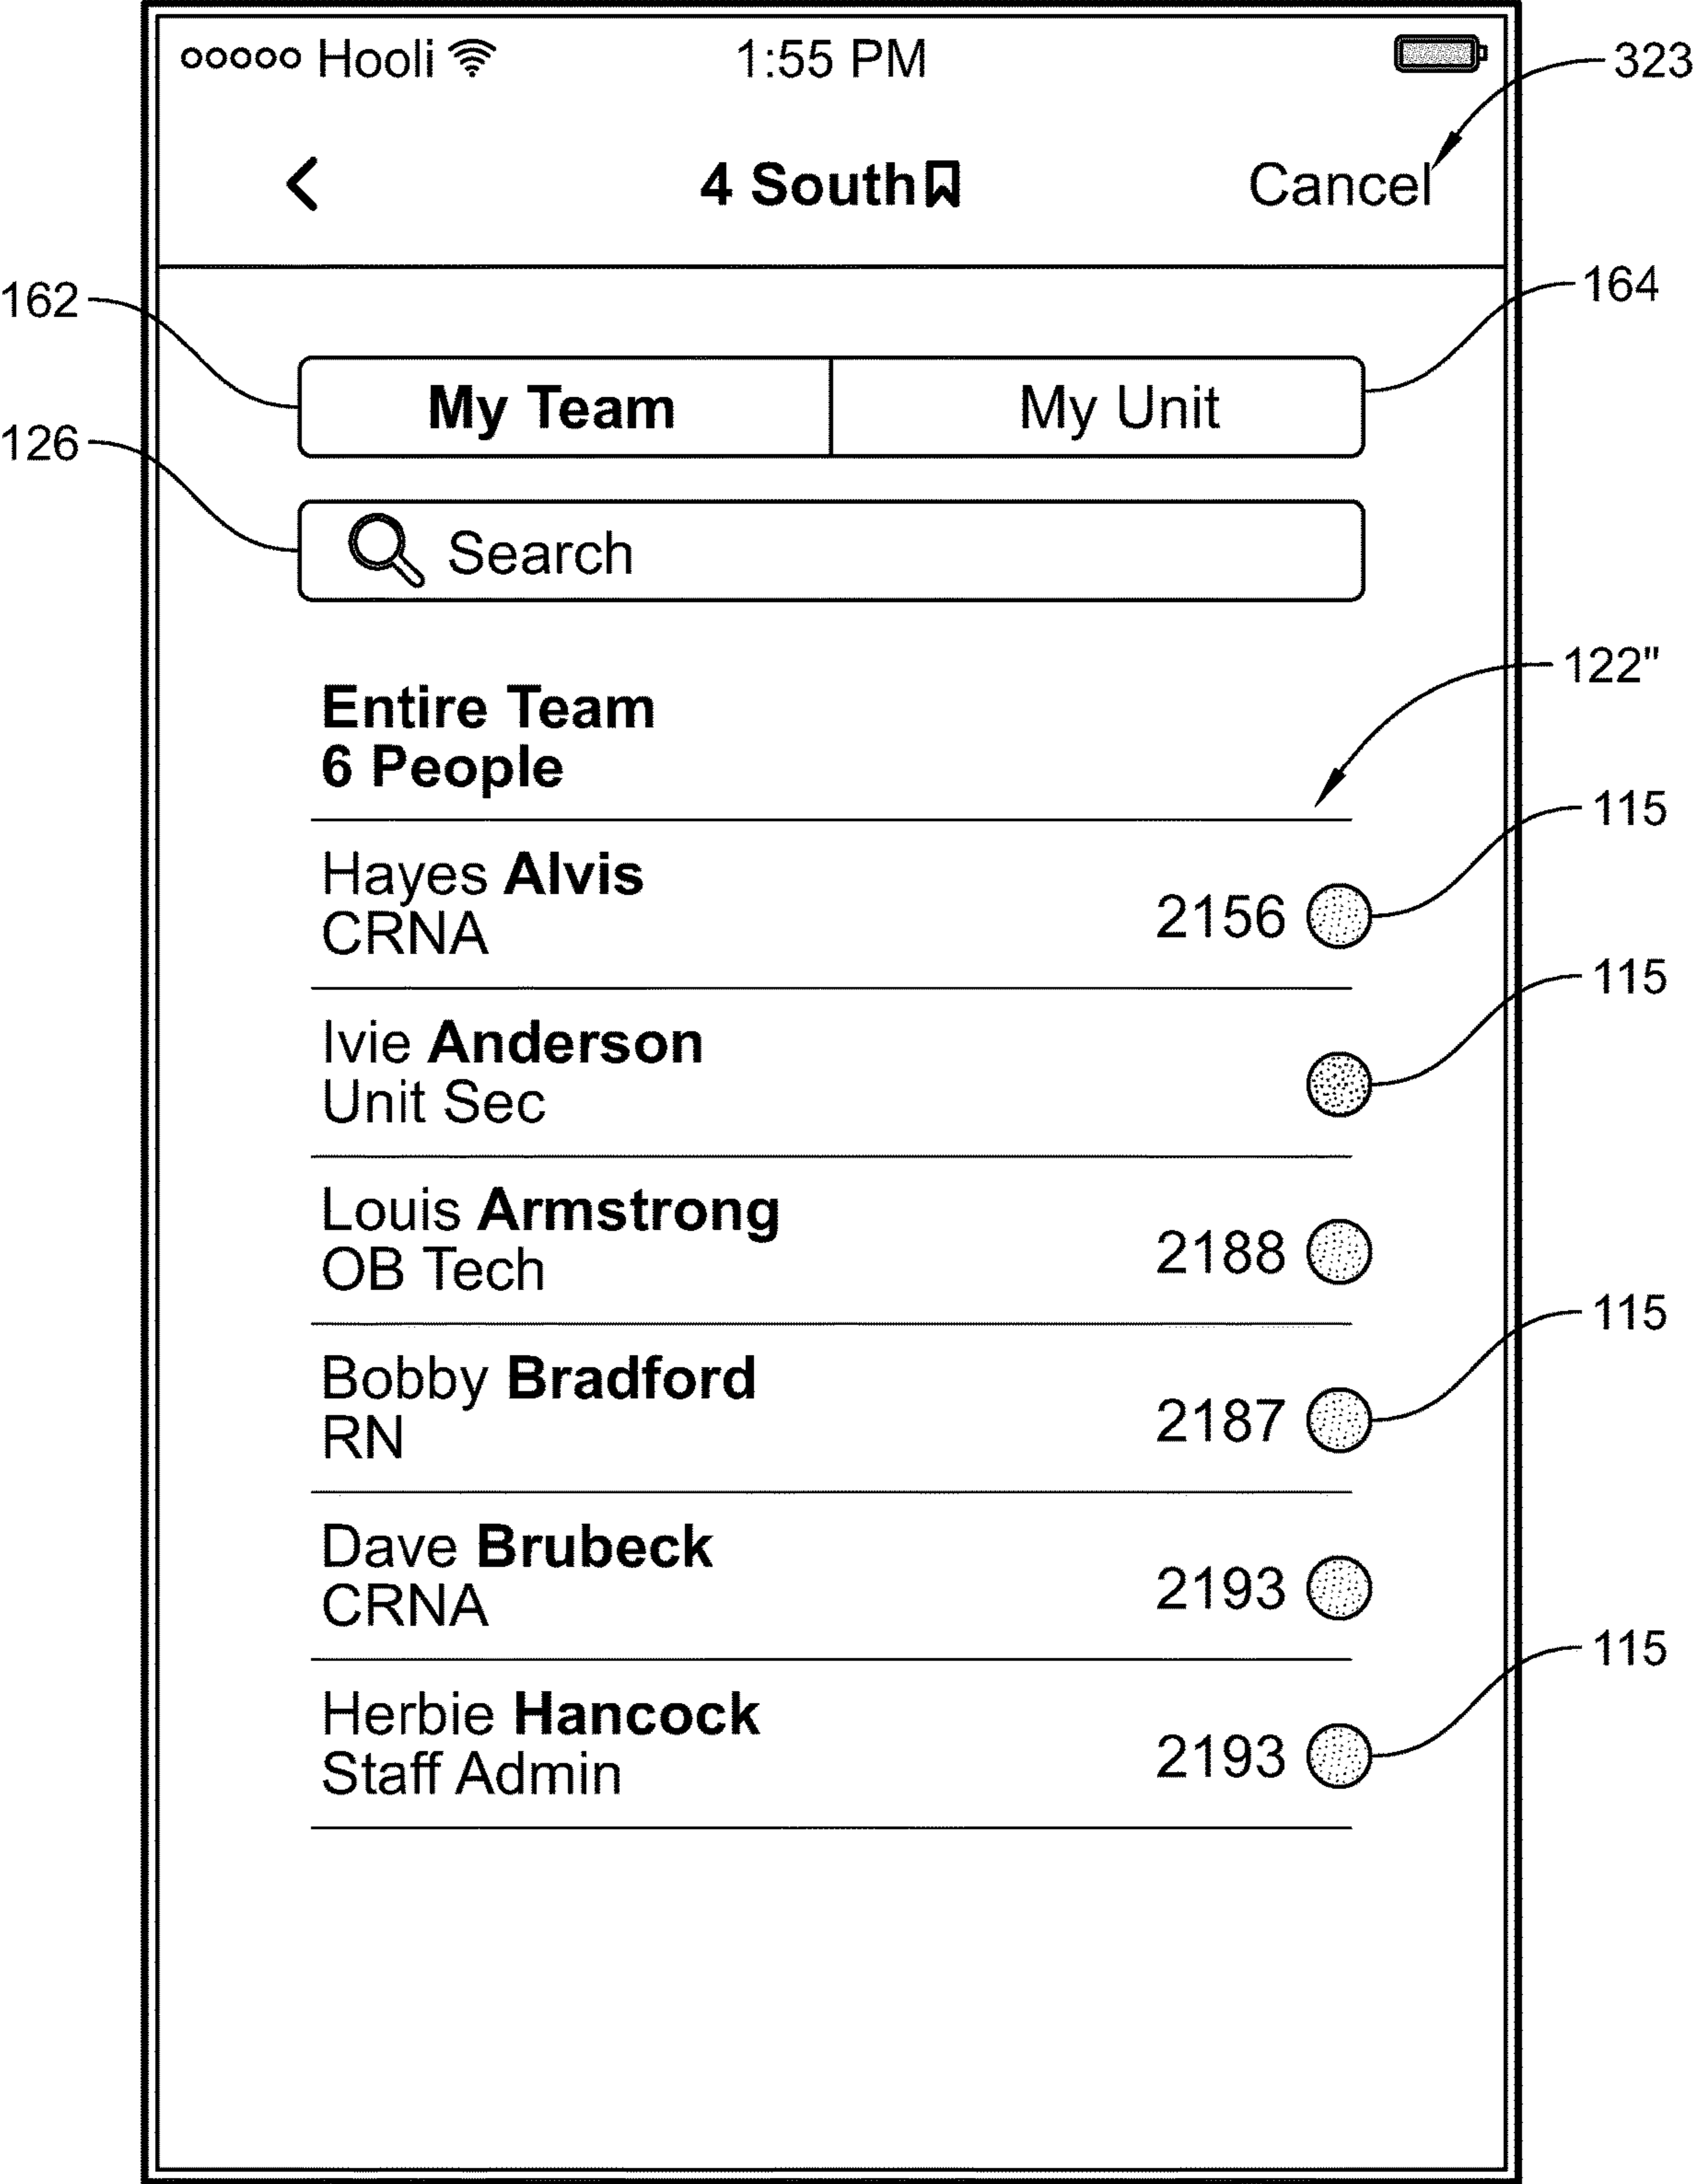 Hooli 1:55 PM
323
4 South Cancel
162
164
My Team My Unit
126
Search
122"
Entire Team
6 People
115
Hayes Alvis
2156
CRNA
115
Ivie Anderson
Unit Sec
Louis Armstrong
2188
OB Tech
115
Bobby Bradford
2187
RN
Dave Brubeck
2193
CRNA
115
Herbie Hancock
2193
Staff Admin